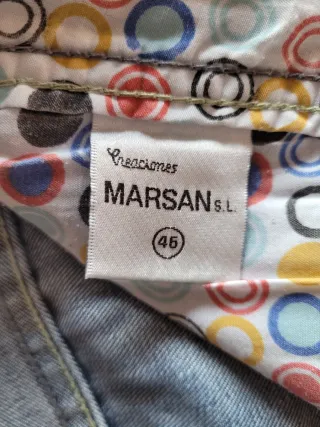 Creaciones
MARSAN S.L.
46